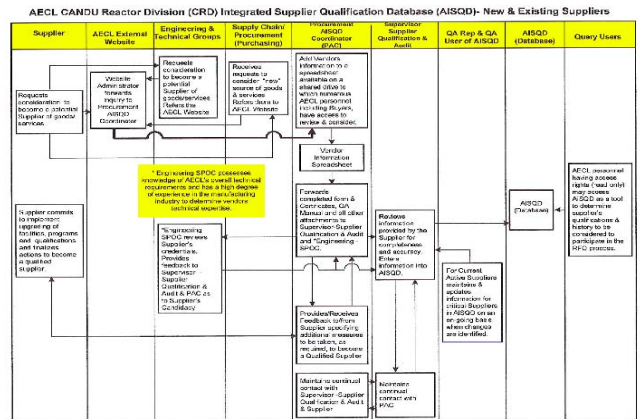 AECL CANDU Reactor Division (CRD) Integrated Supplier Qualification Database (AISQD)- New & Existing Suppliers
Supplier
AECL External
Website
Engineering &
Technical Groups
Supply Chain/
Procurement
(Purchasing)
Procurement
AISQD
Coordinator
(PAC)
Supervisor
Supplier
Qualification &
Audit
QA Rep & QA
User of AISQD
AISQD
(Database)
Query Users
Requests
consideration to
become a potential
Supplier of goods/
services
Website
Administrator
forwards
Inquiry to
Procurement
AISQD
Coordinator
Requests
consideration
to become a
potential
Supplier of
goods/services
Refers the
AECL Website
Receives
requests to
consider "new"
source of goods
& services
Refers them to
AECL Website
Add Vendors
information to a
spreadsheet
available on a
shared drive to which
numerous
AECL personnel
including Buyers,
have access to
review & consider.
Vendor
Information
Spreadsheet
* Engineering SPOC possesses
knowledge of AECL's overall technical
requirements and has a high degree
of experience in the manufacturing
industry to determine vendors
technical expertise.
Supplier commits
to implement
upgrading of
facilities, programs
and qualifications
and finalizes
actions to become
a qualified
supplier.
*Engineering
SPOC reviews
Supplier's
credentials.
Provides
feedback to
Supervisor -
Supplier
Qualification &
Audit & PAC as
to Supplier's
Candidacy
Forwards
completed form &
Certificates, QA
Manual and all other
attachments to
Supervisor-Supplier
Qualification & Audit
and *Engineering -
SPOC.
Reviews
information
provided by the
Supplier for
completeness
and accuracy.
Enters
information into
AISQD.
AISQD
(Database)
AECL personnel
having access
rights (read only)
may access
AISQD as a tool
to determine
supplier's
qualifications &
history to be
considered to
participate in the
RFQ process.
For Current
Active Suppliers
maintains &
updates
information for
critical Suppliers
in AISQD on an
on-going basis
when changes
are identified.
Provides/Receives
Feedback to/from
Supplier specifying
additional measures
to be taken, as
required, to become
a Qualified Supplier
Maintains continual
contact with
Supervisor -Supplier
Qualification & Audit
& Supplier
Maintains
continual
contact with
PAC